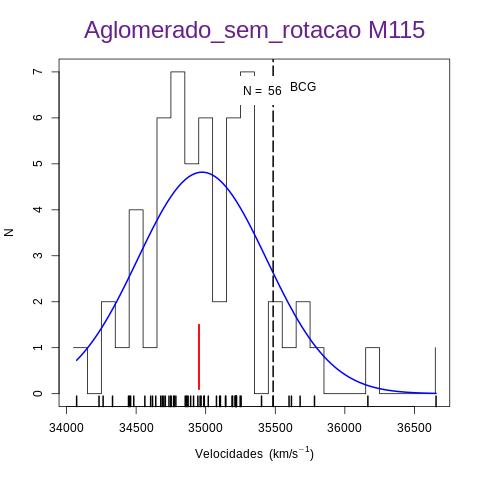 Aglomerado_sem_rotacao M115
N = 56 BCG
7
6
5
4
3
2
1
0
N
34000 34500 35000 35500 36000 36500
Velocidades (km/s⁻¹)